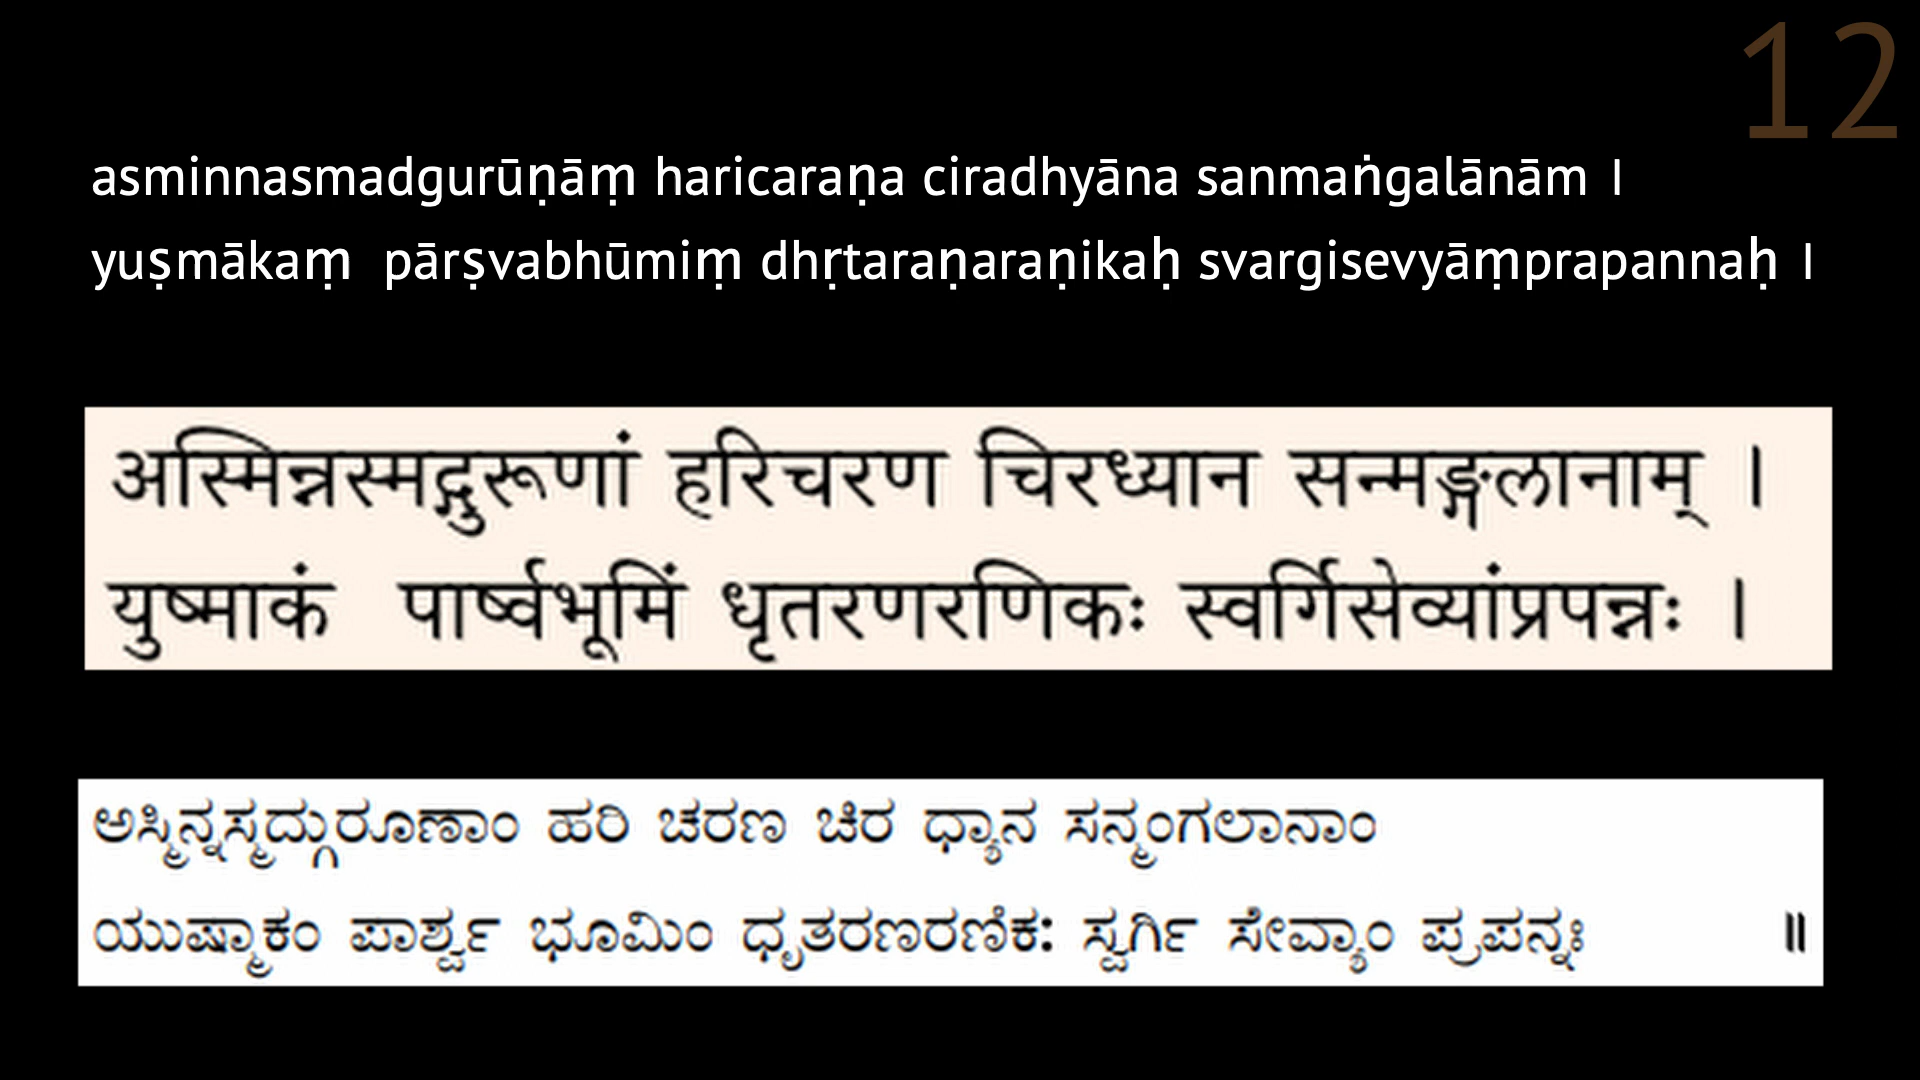 12
asminnasmadgurūṇāṃ haricaraṇa ciradhyāna sanmaṅgalānām ।
yuṣmākaṃ  pārṣvabhūmiṃ dhṛtaraṇaraṇikaḥ svargisevyāṃprapannaḥ ।
अस्मिन्नस्मद्गुरूणां हरिचरण चिरध्यान सन्मङ्गलानाम् ।
युष्माकं  पार्ष्वभूमिं धृतरणरणिकः स्वर्गिसेव्यांप्रपन्नः ।
ಅಸ್ಮಿನ್ನಸ್ಮದ್ಗುರೂಣಾಂ ಹರಿ ಚರಣ ಚಿರ ಧ್ಯಾನ ಸನ್ಮಂಗಲಾನಾಂ
ಯುಷ್ಮಾಕಂ ಪಾರ್ಶ್ವ ಭೂಮಿಂ ಧೃತರಣರಣಿಕ: ಸ್ವರ್ಗಿ ಸೇವ್ಯಾಂ ಪ್ರಪನ್ನಃ ॥